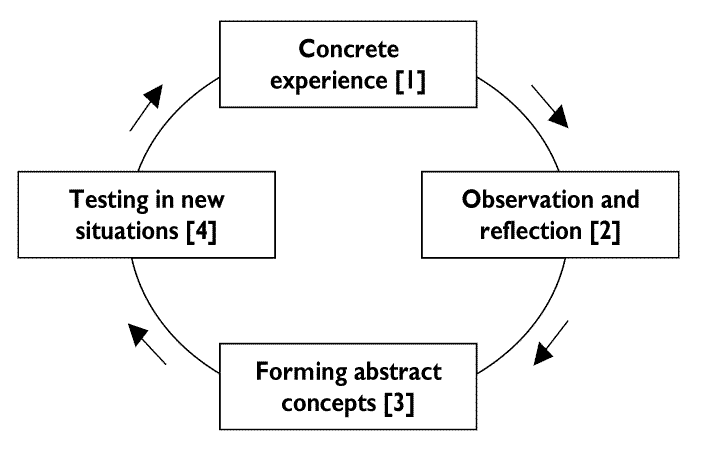 Concrete
experience [1]
Observation and
reflection [2]
Forming abstract
concepts [3]
Testing in new
situations [4]